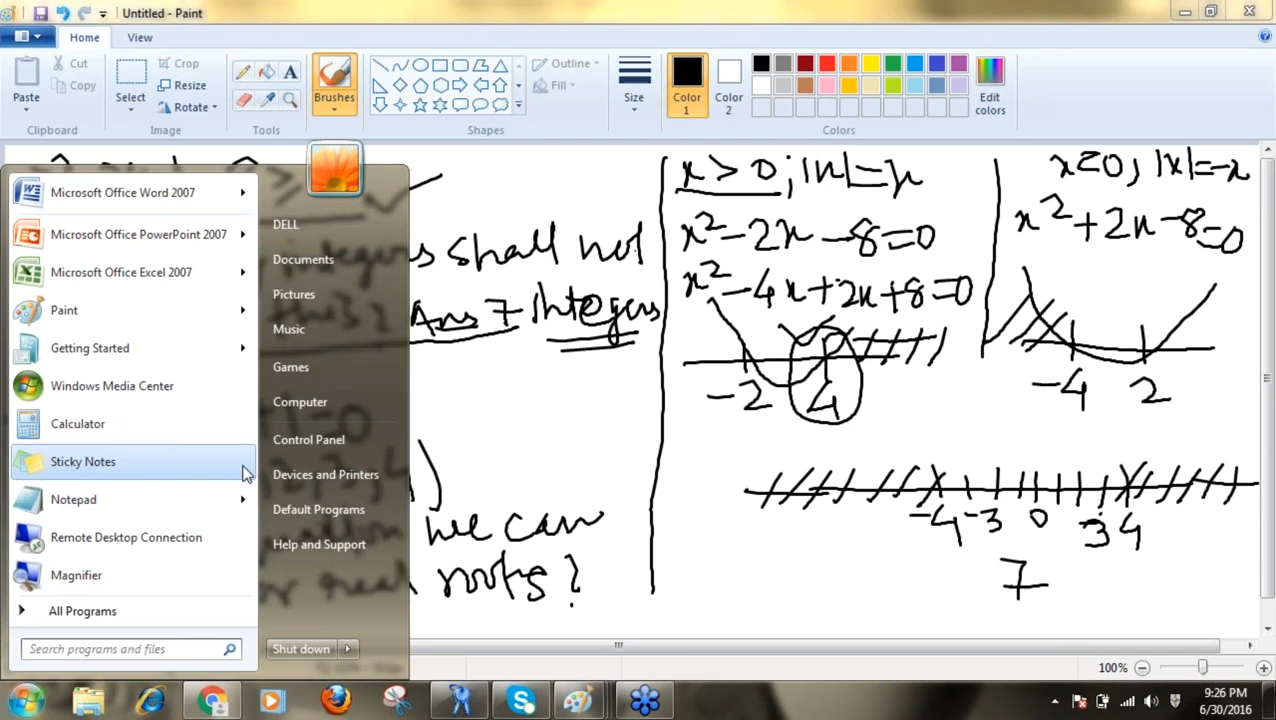 Untitled - Paint
Home
View
Paste
Cut
Copy
Select
Crop
Resize
Rotate
Brushes
Outline
Fill
Size
Color 1
Color 2
Edit colors
Clipboard
Image
Tools
Shapes
Colors
Microsoft Office Word 2007
Microsoft Office PowerPoint 2007
Microsoft Office Excel 2007
Paint
Getting Started
Windows Media Center
Calculator
Sticky Notes
Notepad
Remote Desktop Connection
Magnifier
All Programs
Search programs and files
DELL
Documents
Pictures
Music
Games
Computer
Control Panel
Devices and Printers
Default Programs
Help and Support
Shut down
integers shall not
this? Ans 7 Integers
we can
real roots?
x > 0 ; |x| = x
x² - 2x - 8 = 0
x² - 4x + 2x + 8 = 0
-2 4
x = 0, |x| = -x
x² + 2x - 8 = 0
-4 2
-4 -3 0 3 4
7
100%
9:26 PM
6/30/2016